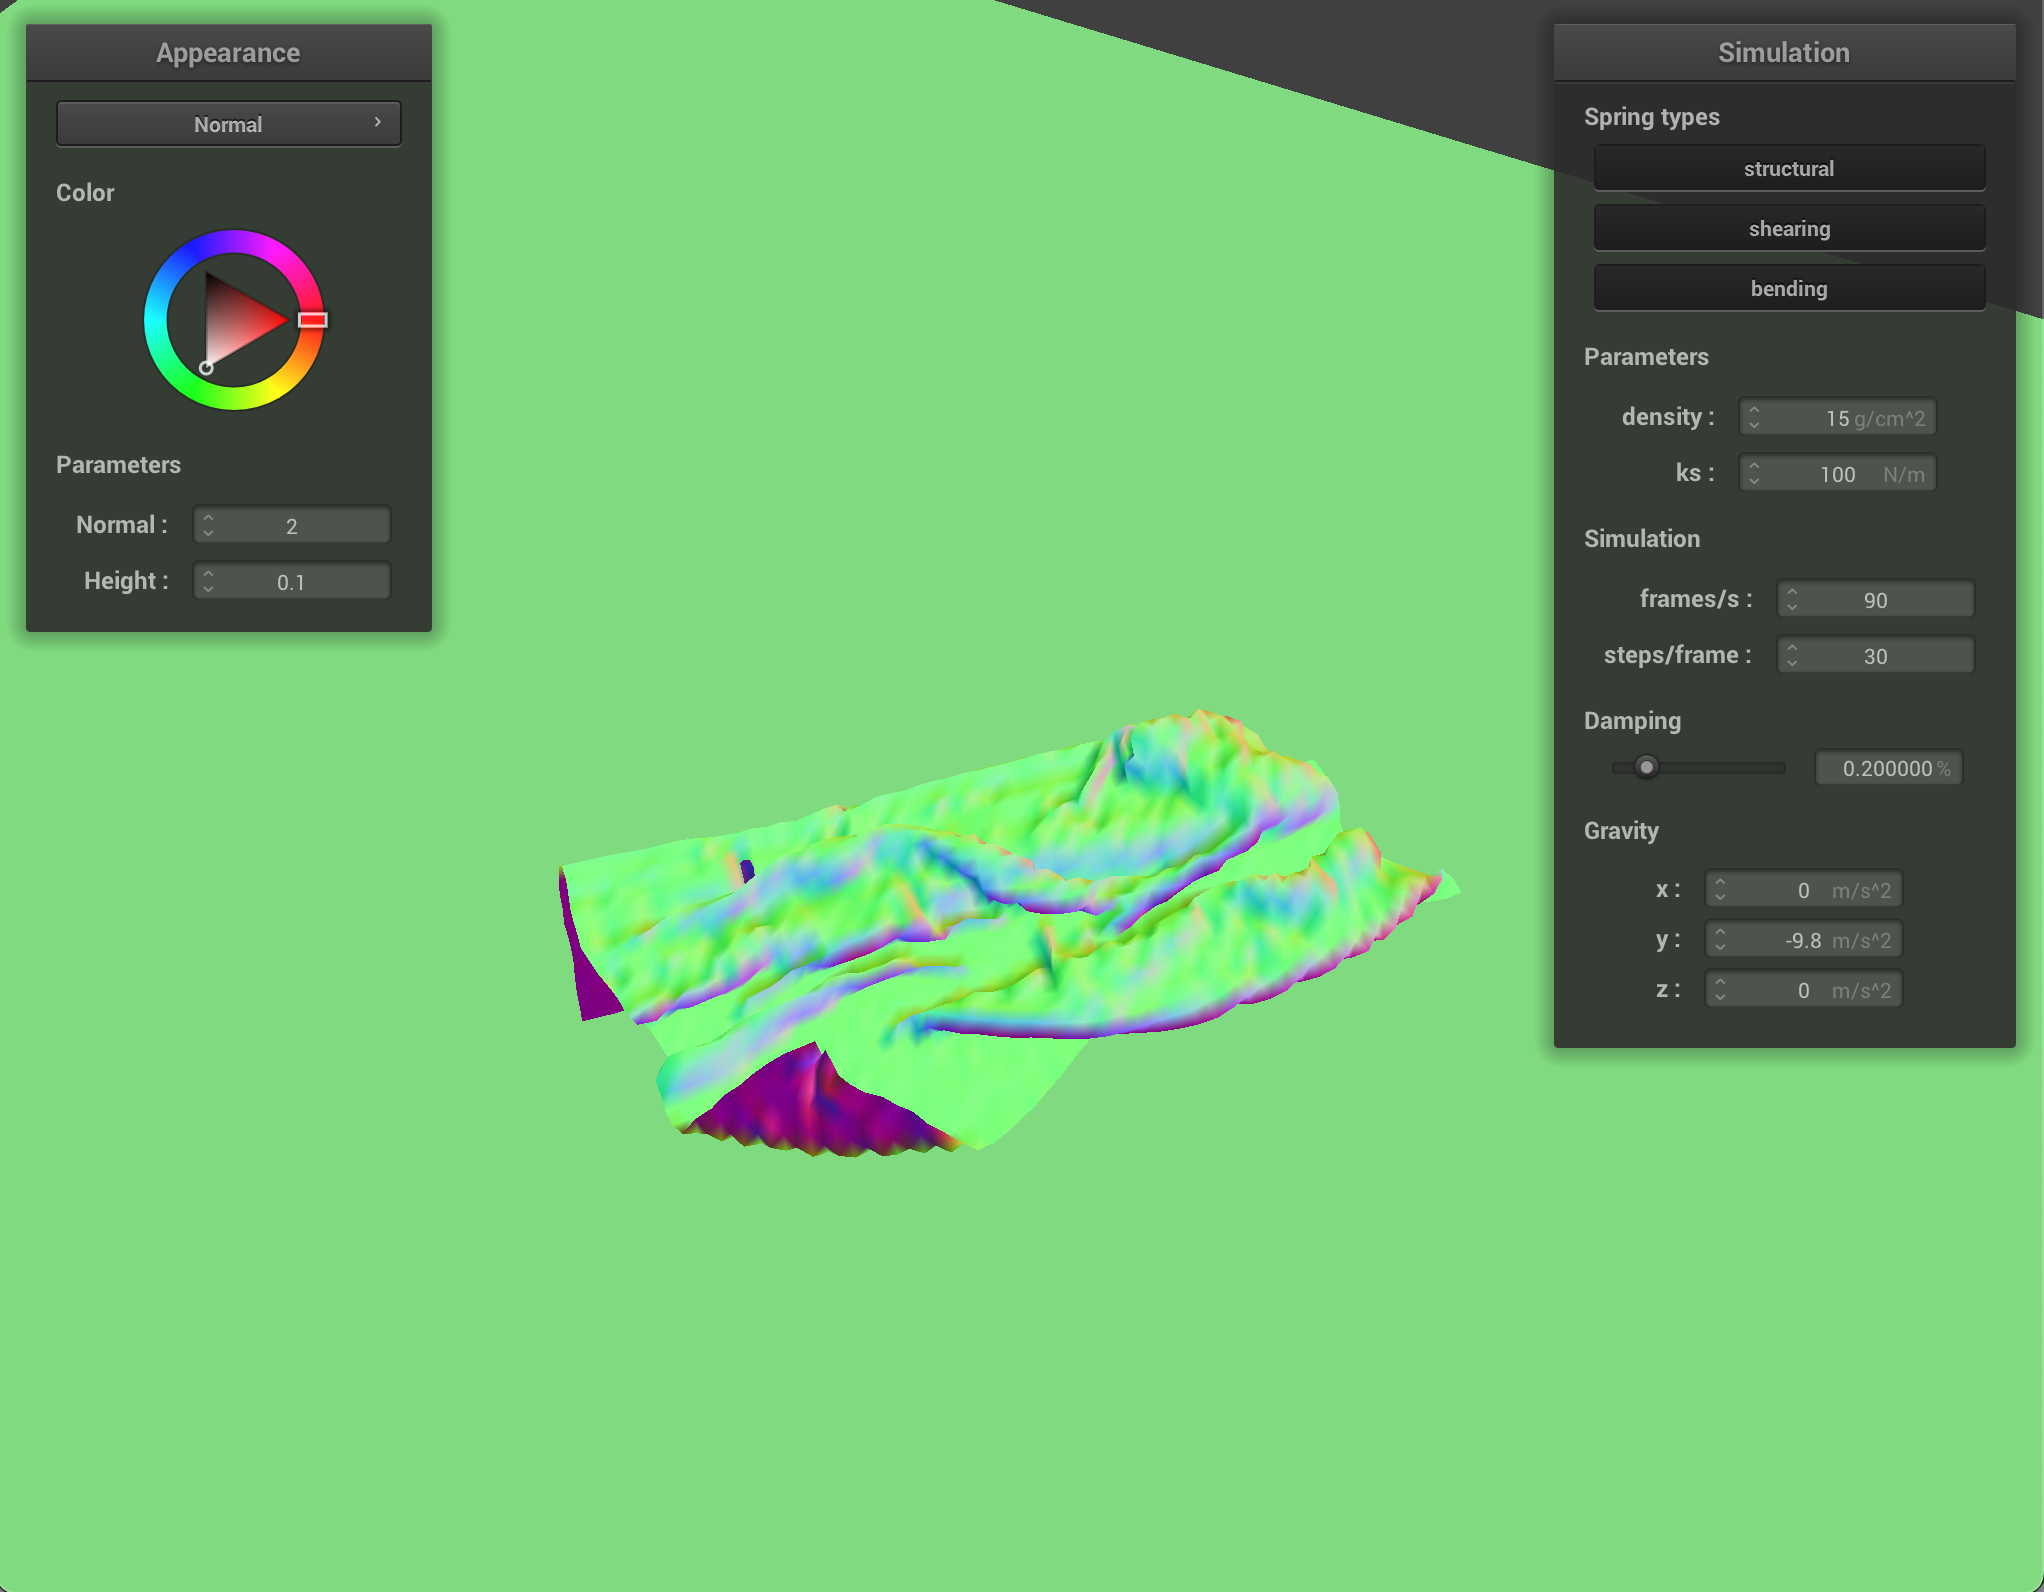 Appearance
Normal
Color
Parameters
Normal :
2
Height :
0.1
Simulation
Spring types
structural
shearing
bending
Parameters
density :
15 g/cm^2
ks :
100 N/m
Simulation
frames/s :
90
steps/frame :
30
Damping
0.200000 %
Gravity
x :
0 m/s^2
y :
-9.8 m/s^2
z :
0 m/s^2